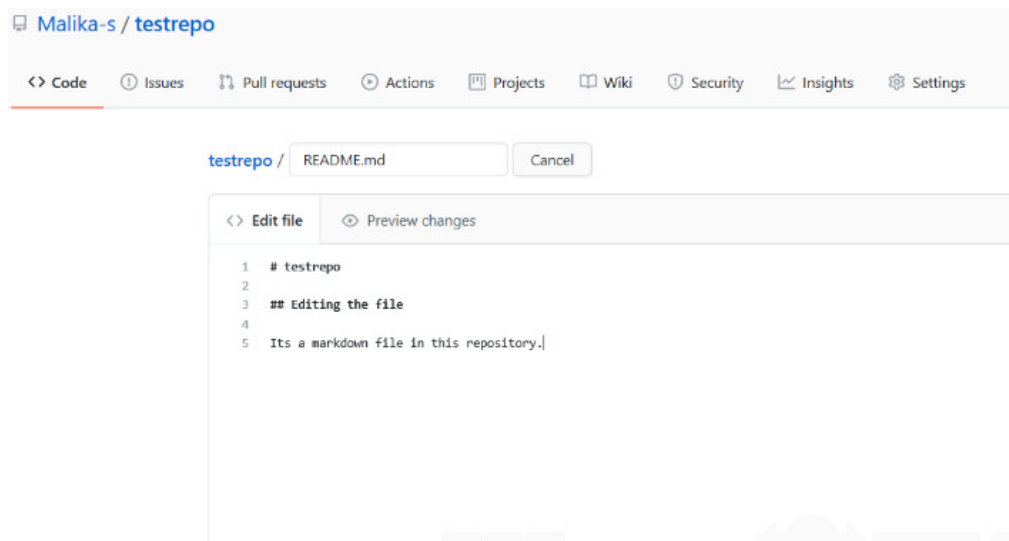 Malika-s / testrepo
<> Code Issues Pull requests Actions Projects Wiki Security Insights Settings
testrepo / README.md Cancel
<> Edit file Preview changes
1 # testrepo
2
3 ## Editing the file
4
5 Its a markdown file in this repository.